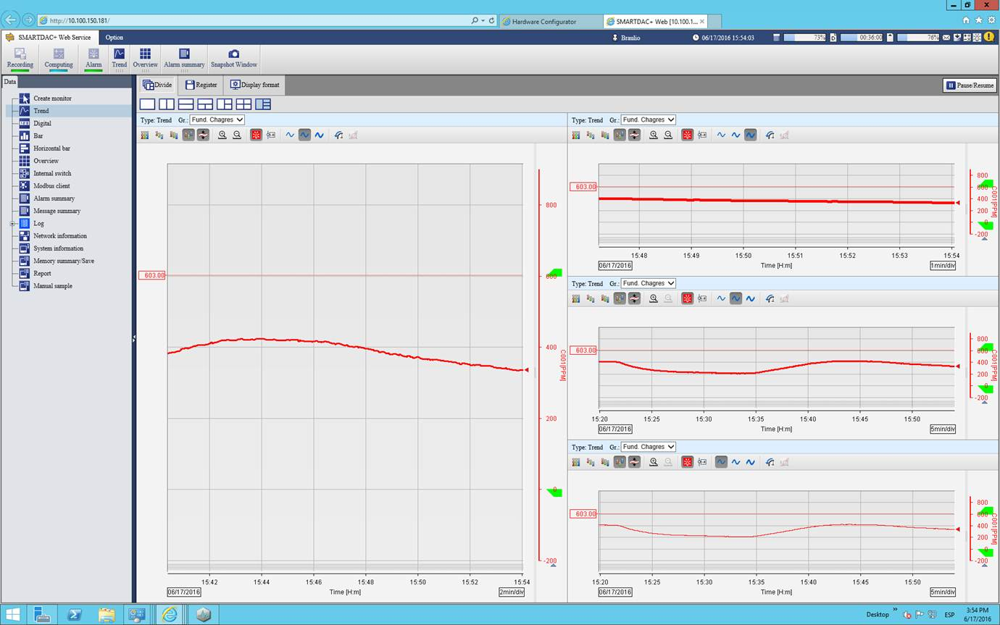 http://10.100.150.181/
Hardware Configurator
SMARTDAC+ Web [10.100.1...
SMARTDAC+ Web Service
Option
Braulio
06/17/2016 15:54:03
73%
D
00:36:00
76%
Recording
Computing
Alarm
Trend
Overview
Alarm summary
Snapshot Window
Data
Divide
Register
Display format
Pause/Resume
Create monitor
Trend
Digital
Bar
Horizontal bar
Overview
Internal switch
Modbus client
Alarm summary
Message summary
Log
Network information
System information
Memory summary/Save
Report
Manual sample
Type: Trend Gr.: Fund. Chagres
603.00
800
600
400
200
0
-200
C001[PPM]
15:42 15:44 15:46 15:48 15:50 15:52 15:54
06/17/2016 Time [H:m] 2min/div
Type: Trend Gr.: Fund. Chagres
603.00
800
600
400
200
0
-200
C001[PPM]
15:48 15:49 15:50 15:51 15:52 15:53 15:54
06/17/2016 Time [H:m] 1min/div
Type: Trend Gr.: Fund. Chagres
603.00
800
600
400
200
0
-200
C001[PPM]
15:20 15:25 15:30 15:35 15:40 15:45 15:50
06/17/2016 Time [H:m] 5min/div
Type: Trend Gr.: Fund. Chagres
603.00
800
600
400
200
0
-200
C001[PPM]
15:20 15:25 15:30 15:35 15:40 15:45 15:50
06/17/2016 Time [H:m] 5min/div
Desktop
ESP
3:54 PM
6/17/2016